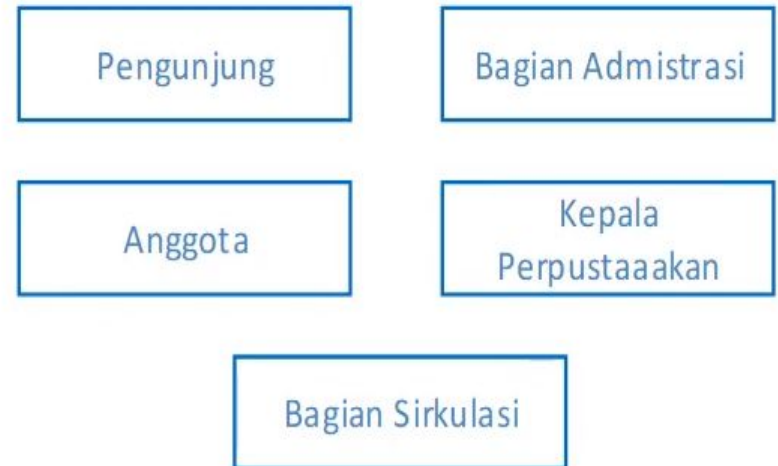 Pengunjung
Bagian Admistrasi
Anggota
Kepala
Perpustaaakan
Bagian Sirkulasi